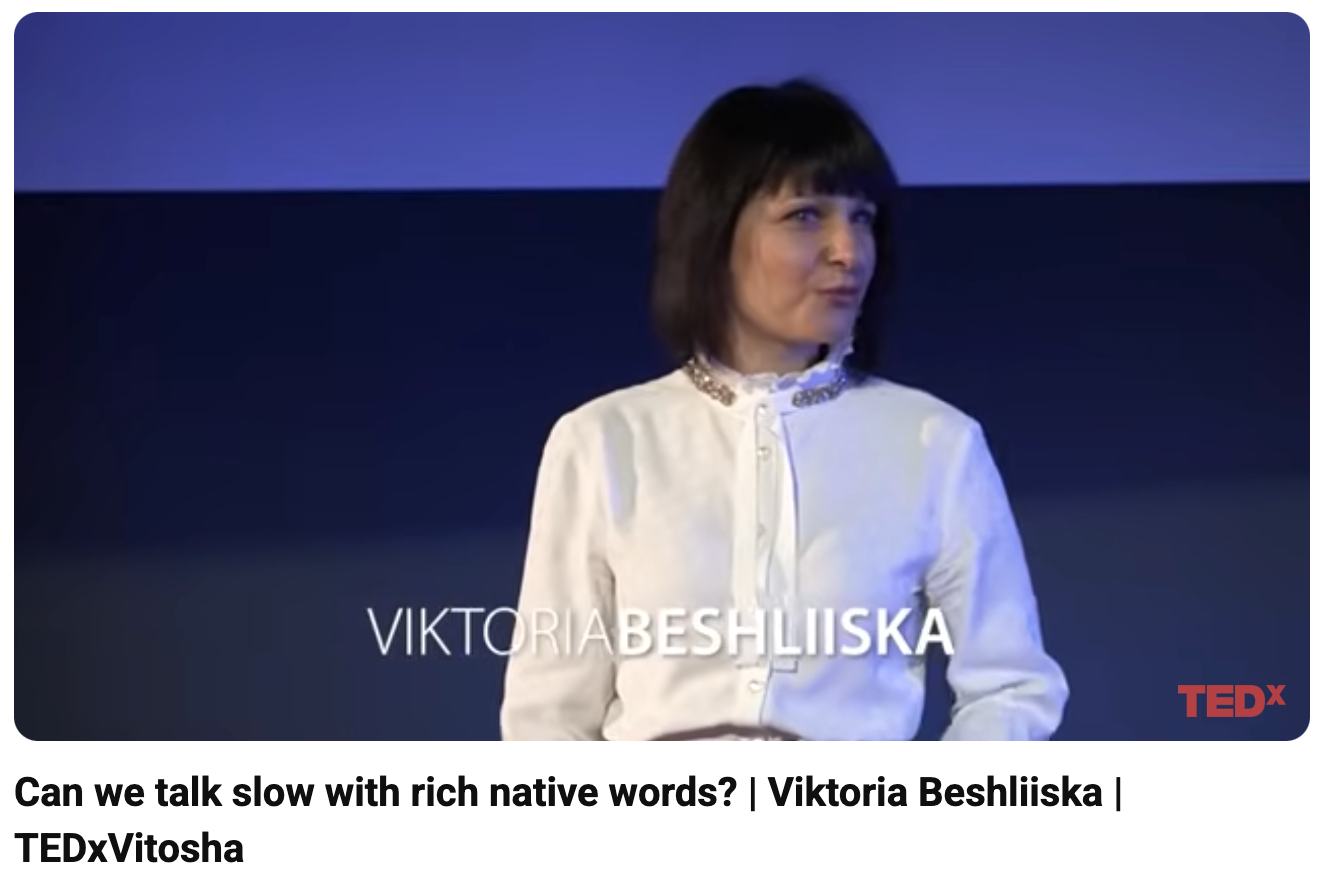 VIKTORIABESHLIISKA
TEDx
Can we talk slow with rich native words? | Viktoria Beshliiska |
TEDxVitosha